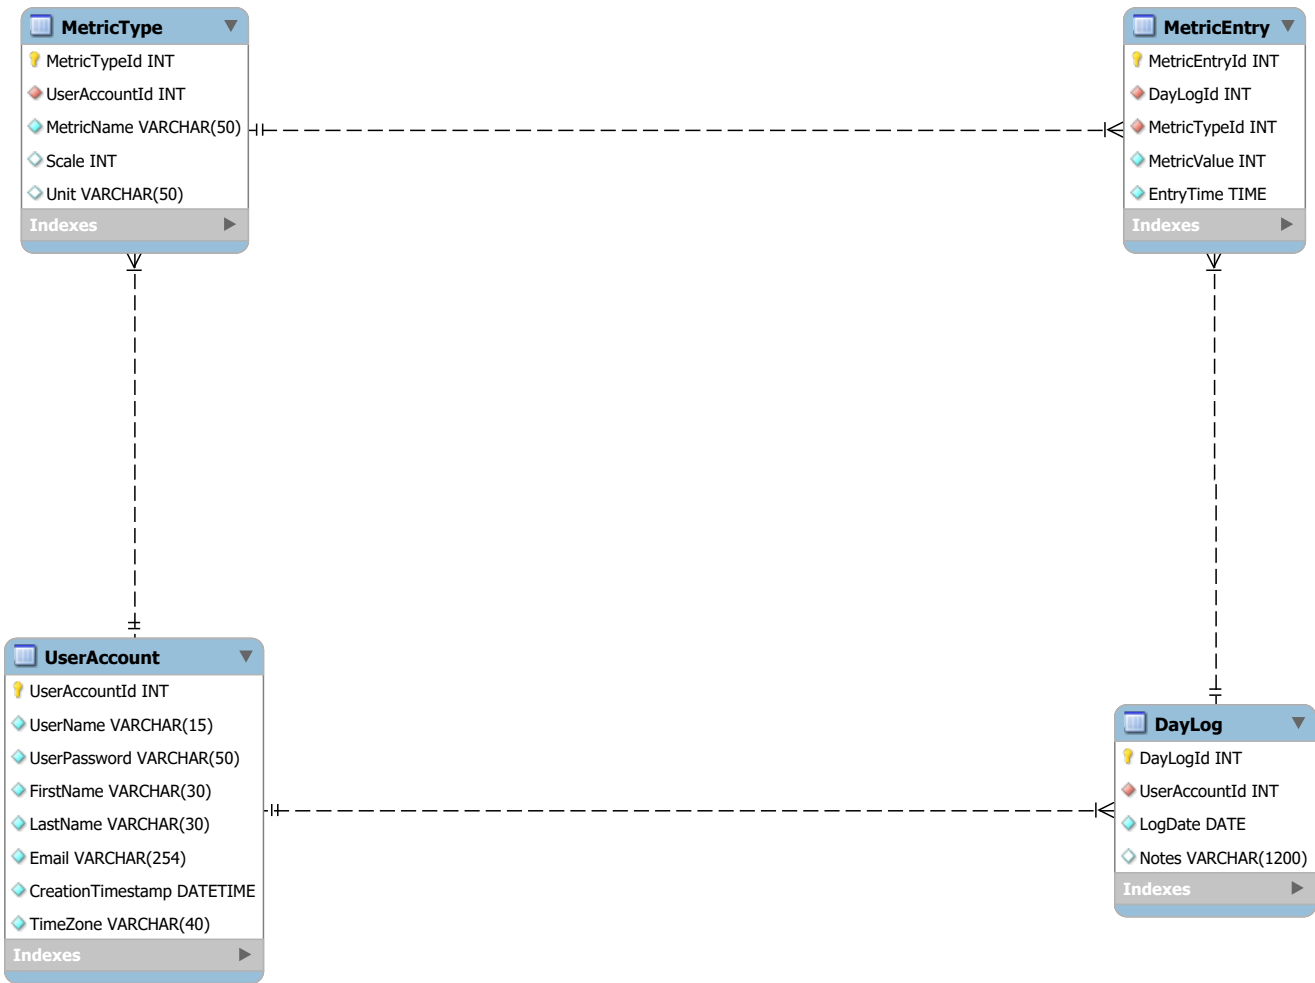 MetricType
MetricTypeId INT
UserAccountId INT
MetricName VARCHAR(50)
Scale INT
Unit VARCHAR(50)
Indexes
MetricEntry
MetricEntryId INT
DayLogId INT
MetricTypeId INT
MetricValue INT
EntryTime TIME
Indexes
UserAccount
UserAccountId INT
UserName VARCHAR(15)
UserPassword VARCHAR(50)
FirstName VARCHAR(30)
LastName VARCHAR(30)
Email VARCHAR(254)
CreationTimestamp DATETIME
TimeZone VARCHAR(40)
Indexes
DayLog
DayLogId INT
UserAccountId INT
LogDate DATE
Notes VARCHAR(1200)
Indexes